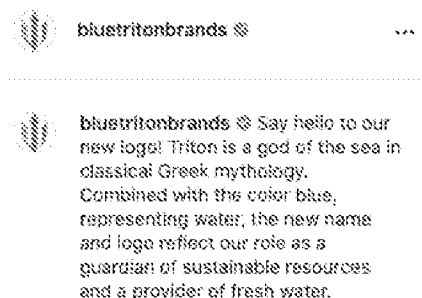 bluetritonbrands
bluetritonbrands Say hello to our
new logo! Triton is a god of the sea in
classical Greek mythology.
Combined with the color blue,
representing water, the new name
and logo reflect our role as a
guardian of sustainable resources
and a provider of fresh water.